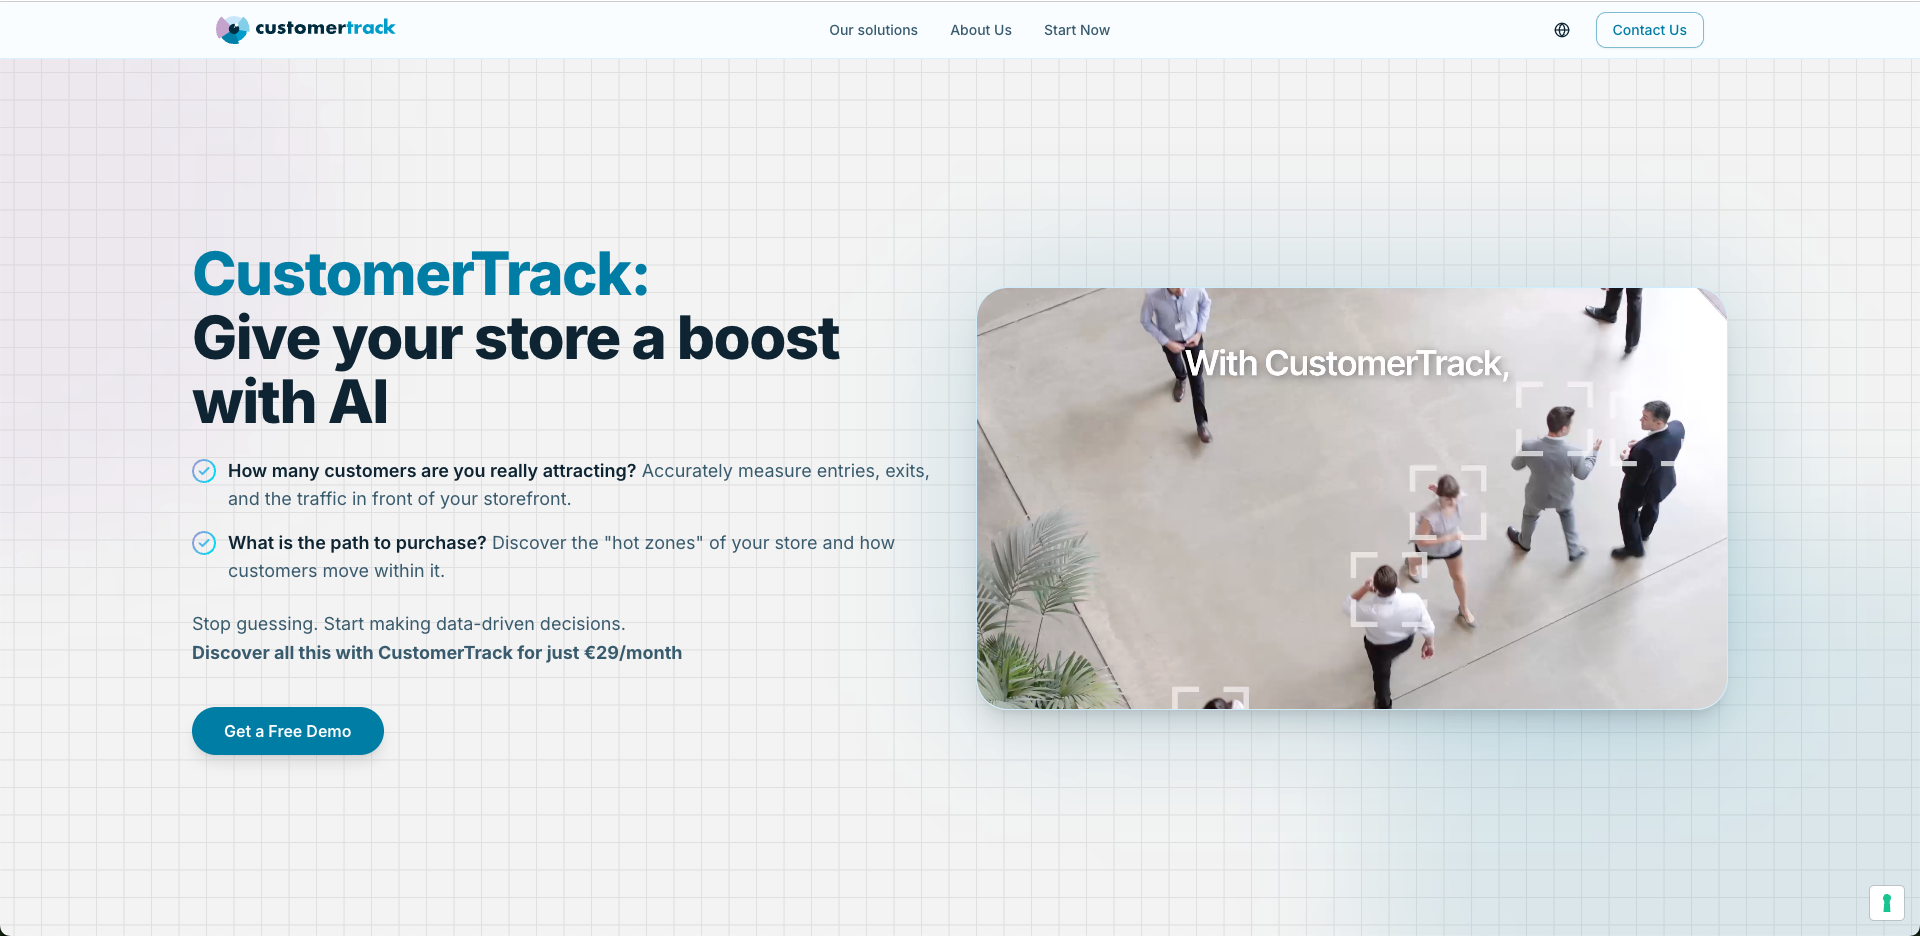 customertrack
Our solutions
About Us
Start Now
Contact Us
CustomerTrack:
Give your store a boost
with AI
How many customers are you really attracting? Accurately measure entries, exits,
and the traffic in front of your storefront.
What is the path to purchase? Discover the "hot zones" of your store and how
customers move within it.
Stop guessing. Start making data-driven decisions.
Discover all this with CustomerTrack for just €29/month
Get a Free Demo
With CustomerTrack,